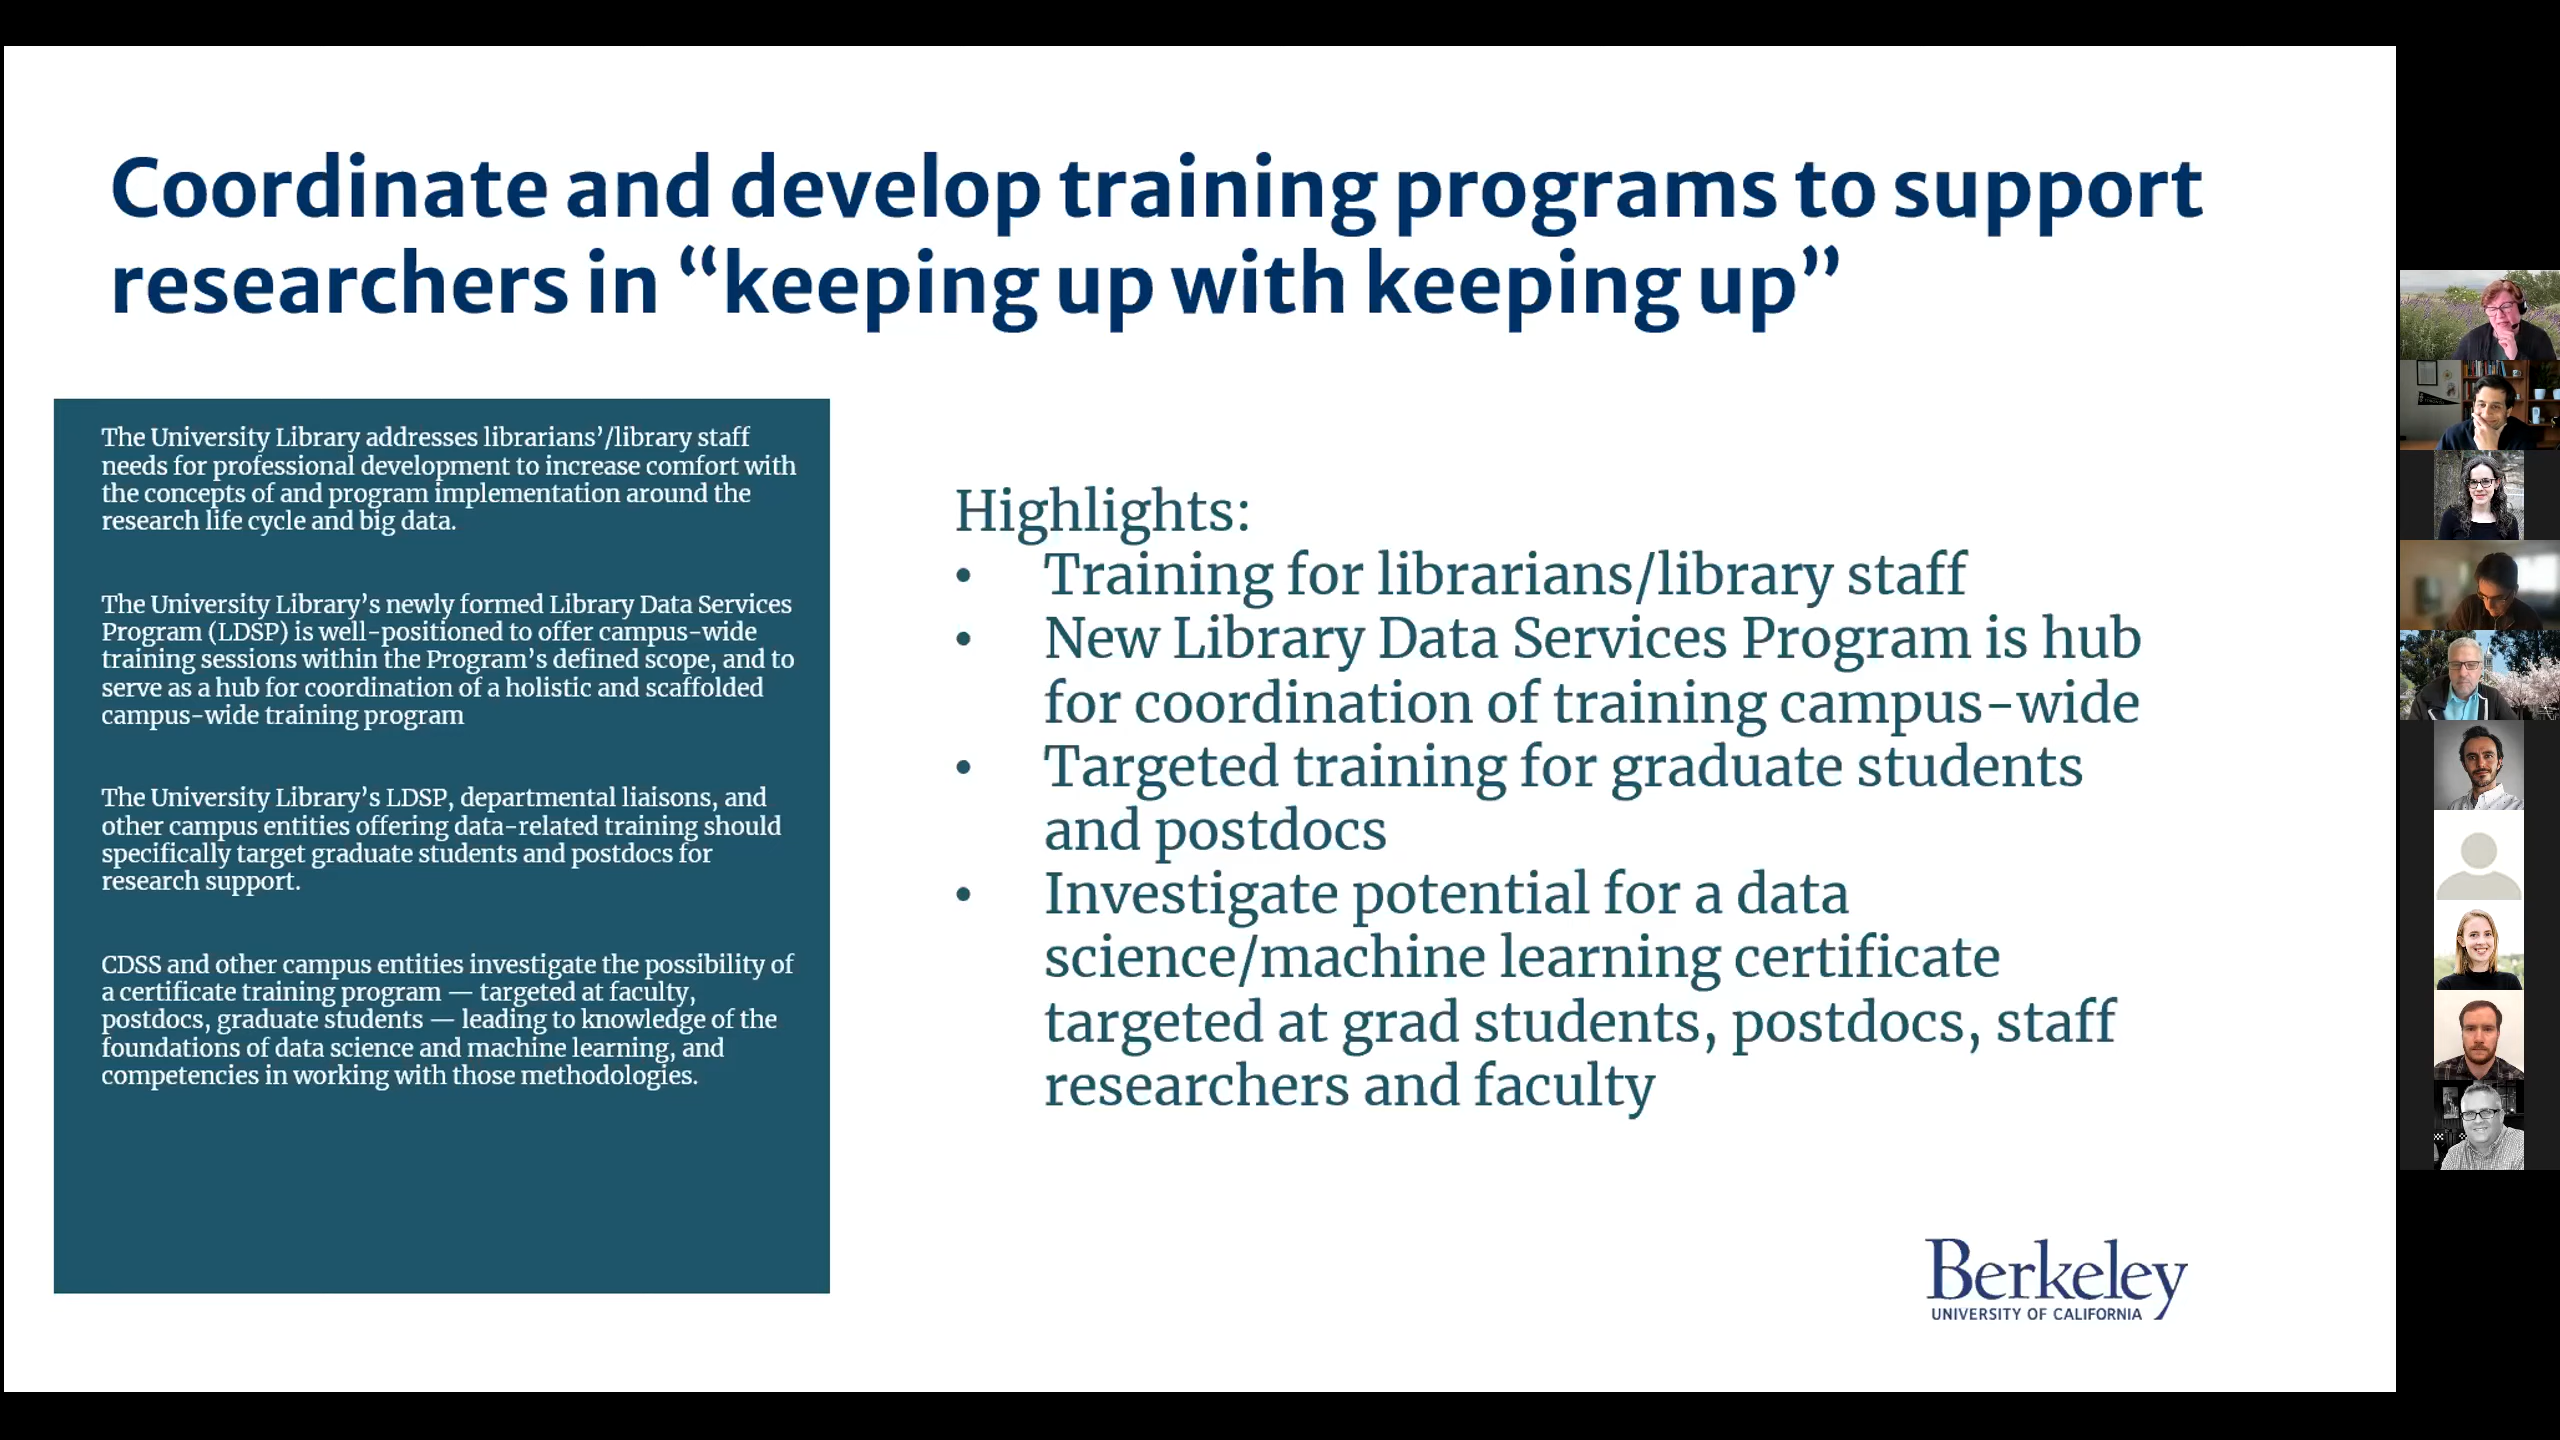 Coordinate and develop training programs to support
researchers in “keeping up with keeping up”
The University Library addresses librarians’/library staff
needs for professional development to increase comfort with
the concepts of and program implementation around the
research life cycle and big data.
The University Library’s newly formed Library Data Services
Program (LDSP) is well-positioned to offer campus-wide
training sessions within the Program’s defined scope, and to
serve as a hub for coordination of a holistic and scaffolded
campus-wide training program
The University Library’s LDSP, departmental liaisons, and
other campus entities offering data-related training should
specifically target graduate students and postdocs for
research support.
CDSS and other campus entities investigate the possibility of
a certificate training program — targeted at faculty,
postdocs, graduate students — leading to knowledge of the
foundations of data science and machine learning, and
competencies in working with those methodologies.
Highlights:
• Training for librarians/library staff
• New Library Data Services Program is hub
for coordination of training campus-wide
• Targeted training for graduate students
and postdocs
• Investigate potential for a data
science/machine learning certificate
targeted at grad students, postdocs, staff
researchers and faculty
Berkeley
UNIVERSITY OF CALIFORNIA